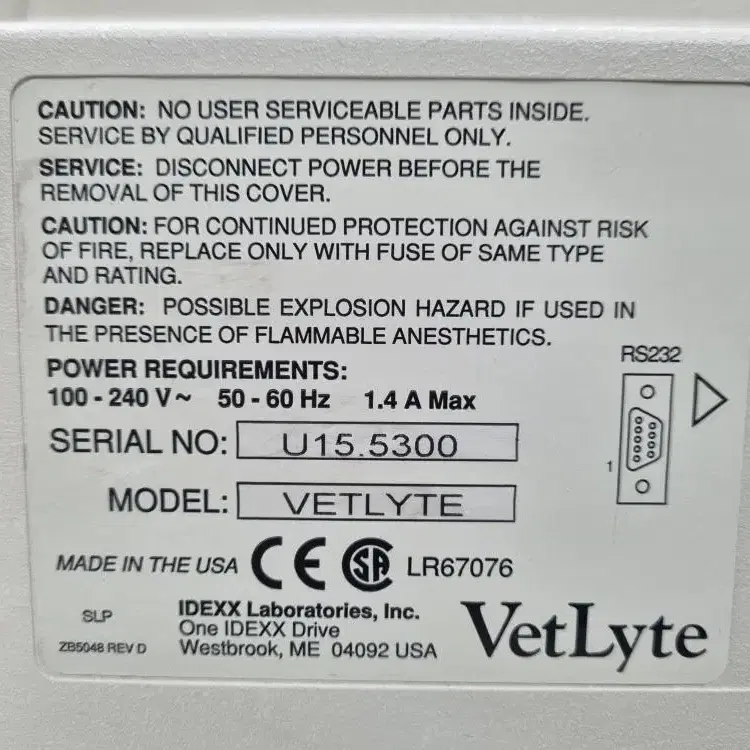 CAUTION: NO USER SERVICEABLE PARTS INSIDE.
SERVICE BY QUALIFIED PERSONNEL ONLY.
SERVICE: DISCONNECT POWER BEFORE THE
REMOVAL OF THIS COVER.
CAUTION: FOR CONTINUED PROTECTION AGAINST RISK
OF FIRE, REPLACE ONLY WITH FUSE OF SAME TYPE
AND RATING.
DANGER: POSSIBLE EXPLOSION HAZARD IF USED IN
THE PRESENCE OF FLAMMABLE ANESTHETICS.
POWER REQUIREMENTS:
100 - 240 V~ 50 - 60 Hz 1.4 A Max
RS232
1
SERIAL NO: U15.5300
MODEL: VETLYTE
MADE IN THE USA CE SA LR67076
SLP
ZB5048 REV D
IDEXX Laboratories, Inc.
One IDEXX Drive
Westbrook, ME 04092 USA
VetLyte